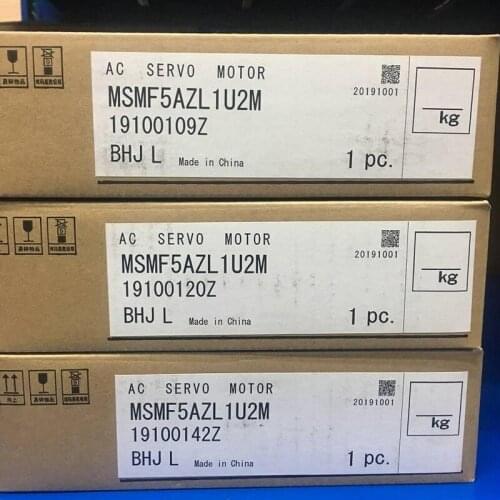 AC SERVO MOTOR
MSMF5AZL1U2M
20191001
19100109Z
kg
BHJ L Made in China 1 pc.
AC SERVO MOTOR
MSMF5AZL1U2M
20191001
19100120Z
kg
BHJ L Made in China 1 pc.
AC SERVO MOTOR
MSMF5AZL1U2M
20191001
19100142Z
kg
BHJ L Made in China 1 pc.